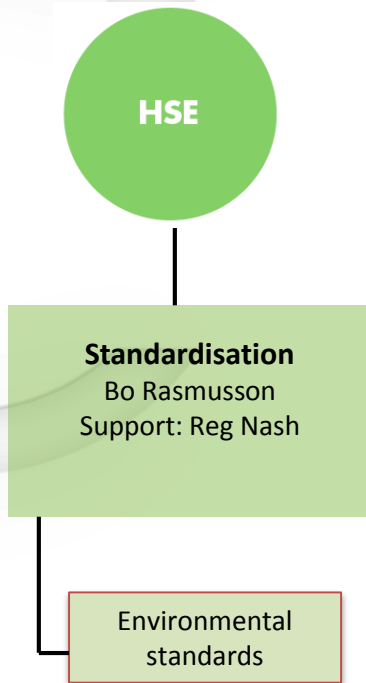 HSE
Standardisation
Bo Rasmusson
Support: Reg Nash
Environmental
standards